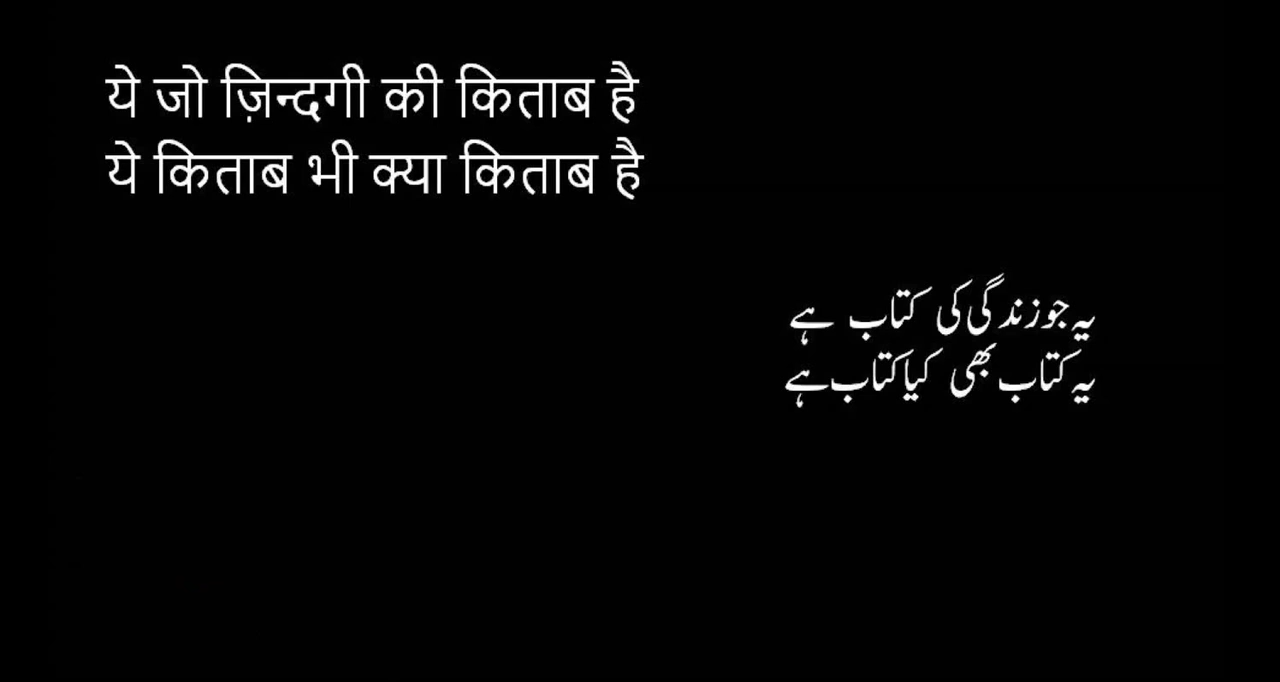 ये जो ज़िन्दगी की किताब है
ये किताब भी क्या किताब है
یہ جو زندگی کی کتاب ہے
یہ کتاب بھی کیا کتاب ہے